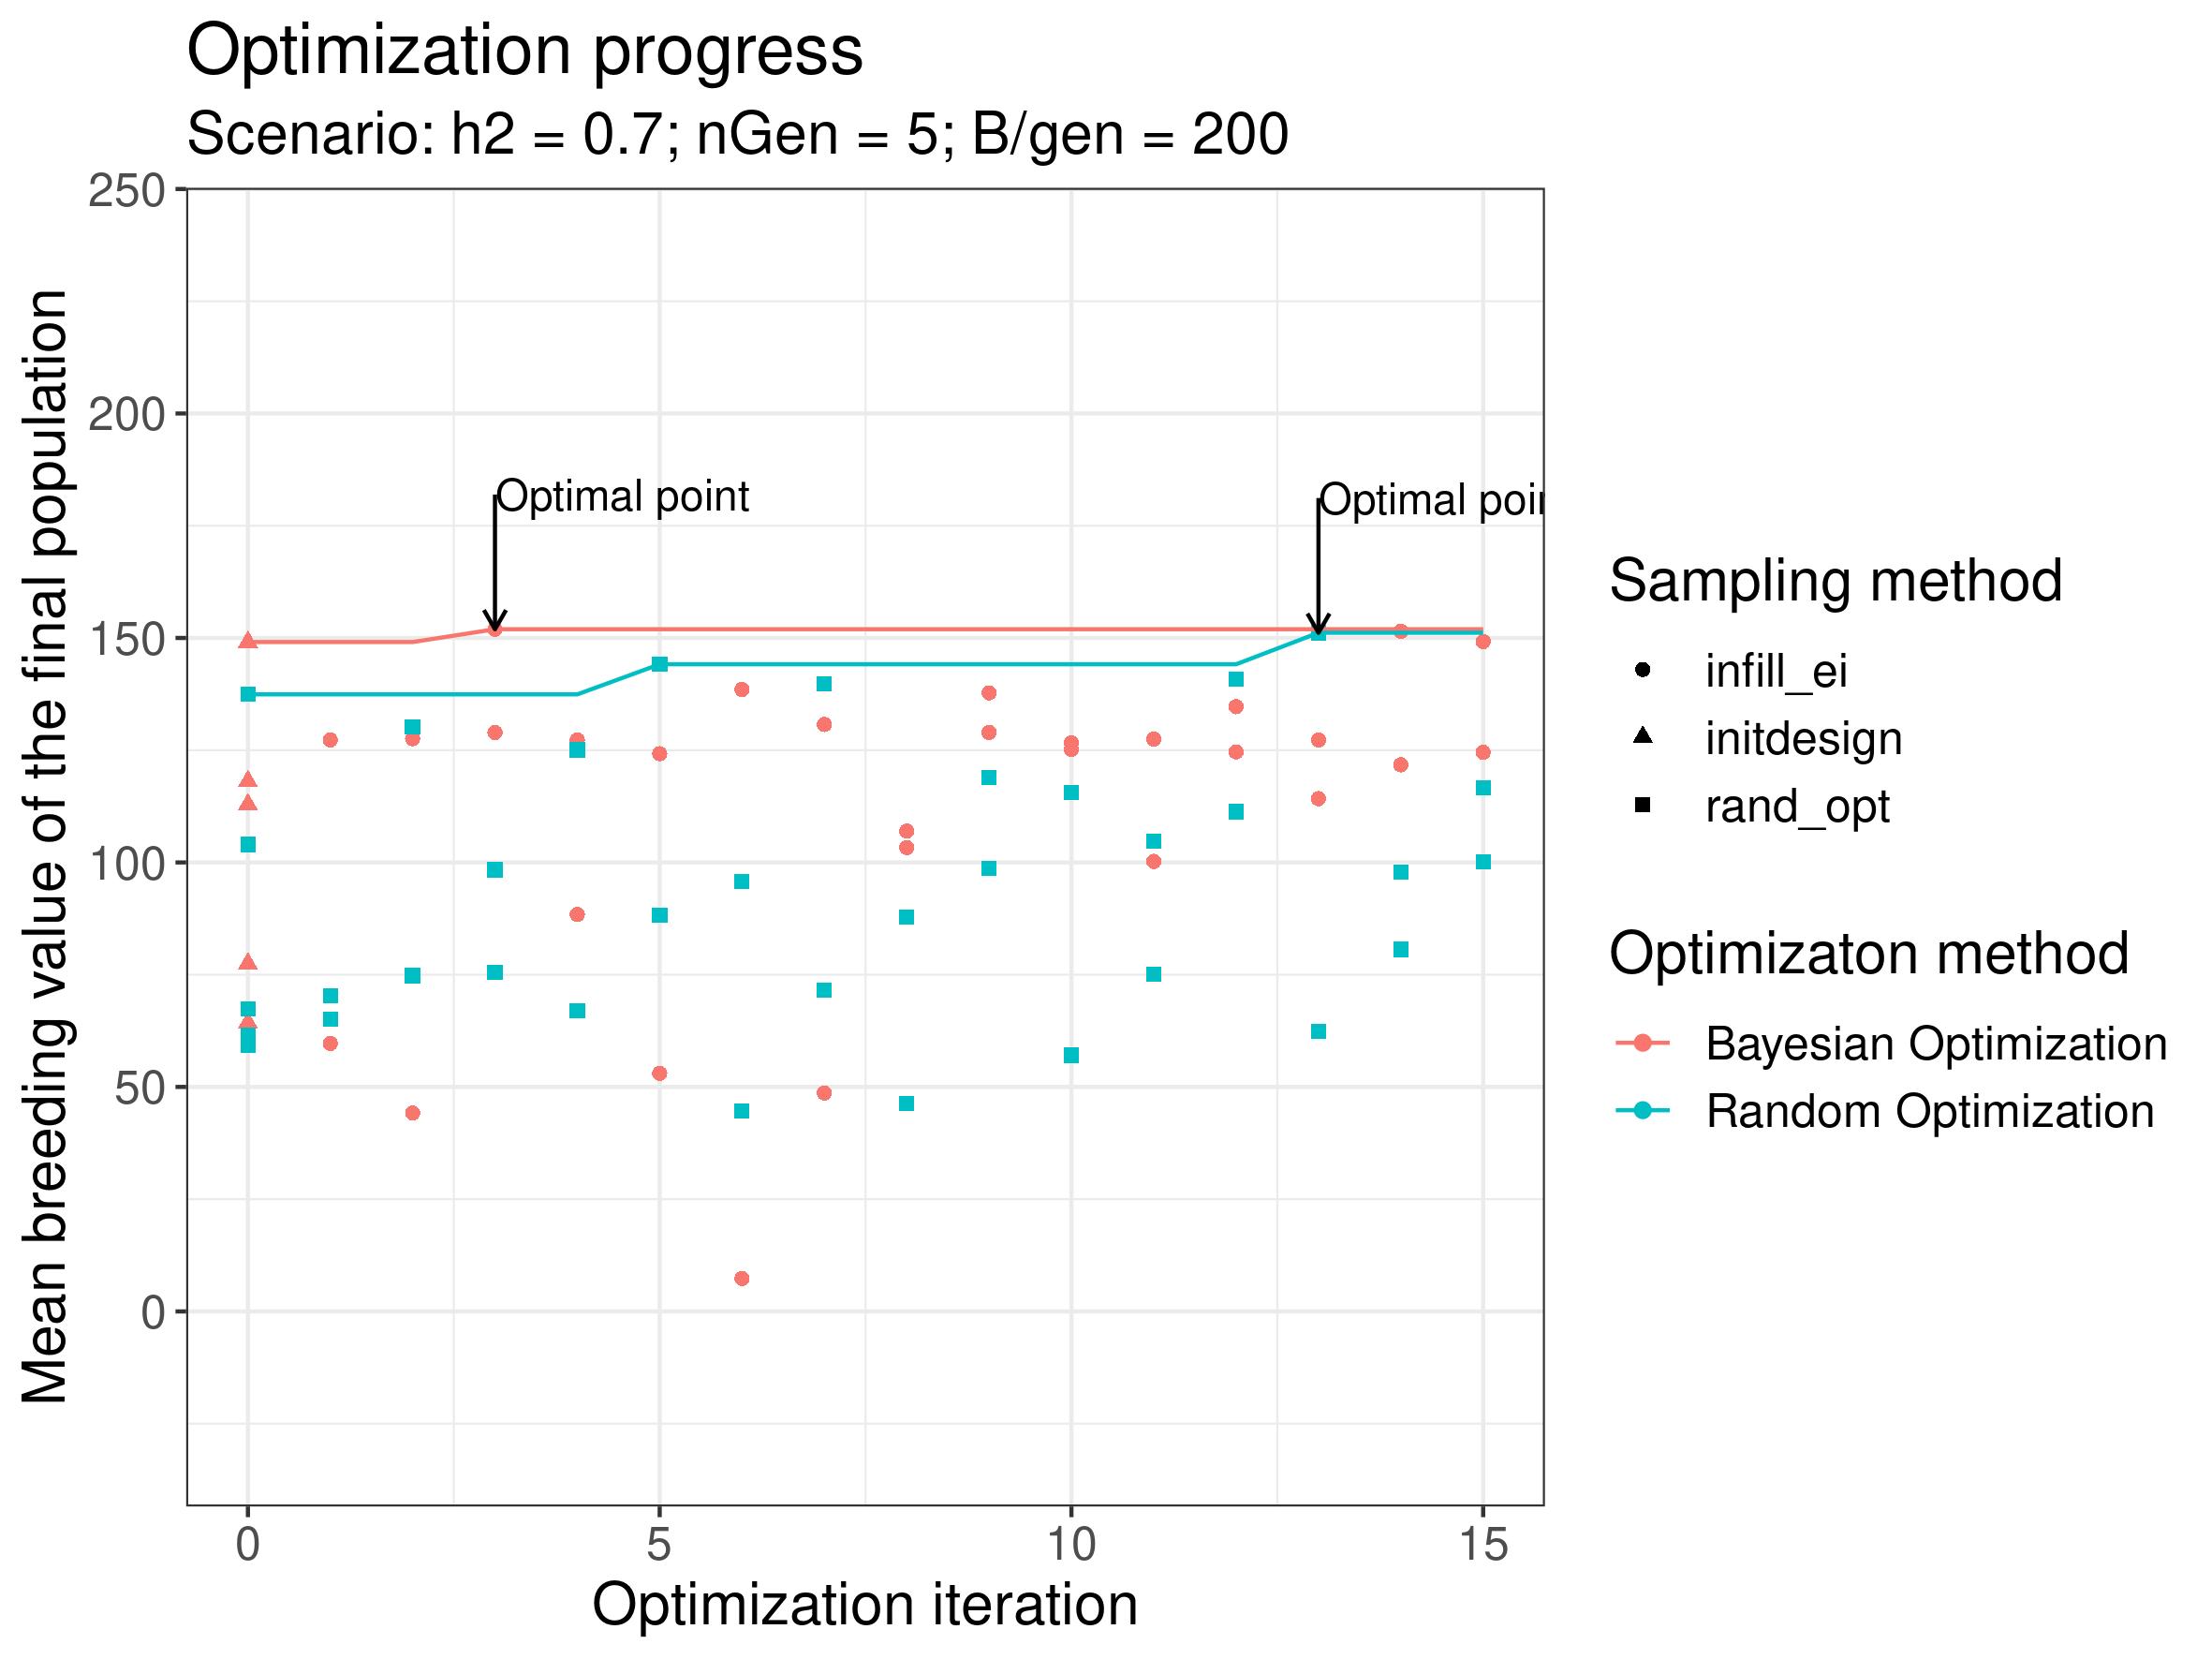 Optimization progress
Scenario: h2 = 0.7; nGen = 5; B/gen = 200
Mean breeding value of the final population
250
200
150
100
50
0
Optimal point
Optimal poin
0
5
10
15
Optimization iteration
Sampling method
infill_ei
initdesign
rand_opt
Optimizaton method
Bayesian Optimization
Random Optimization